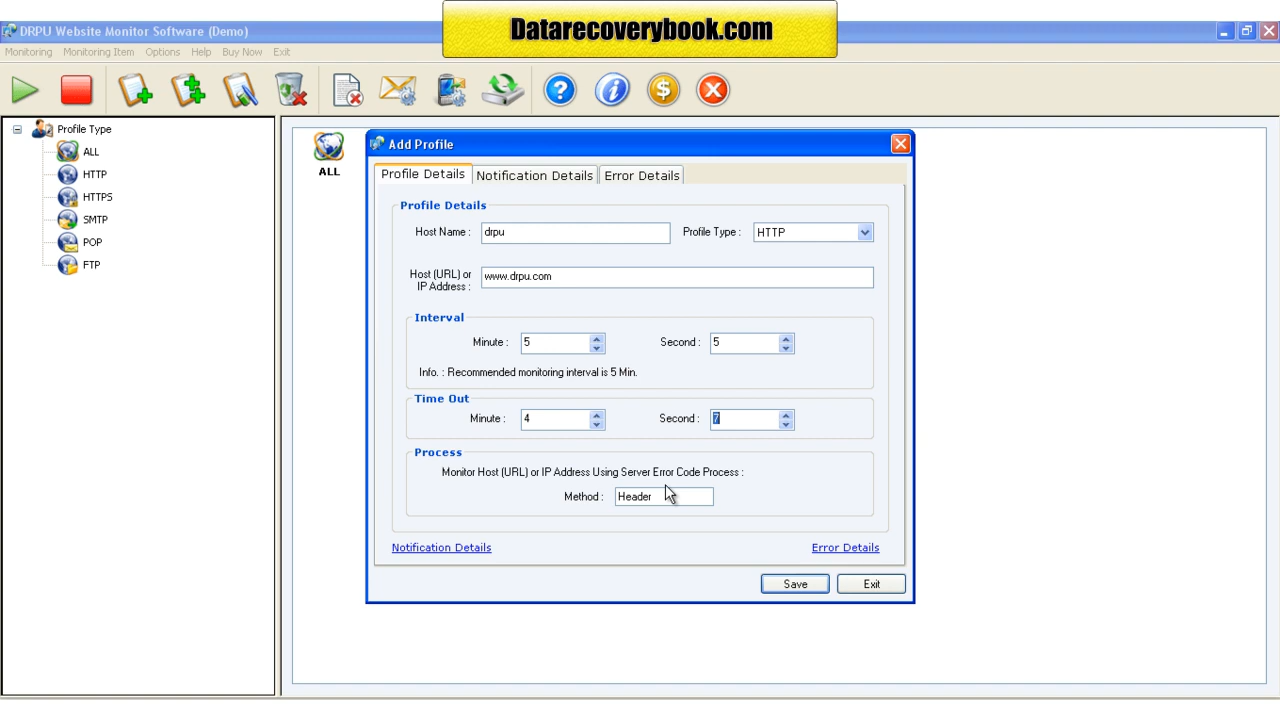 Datarecoverybook.com
DRPU Website Monitor Software (Demo)
Monitoring Monitoring Item Options Help Buy Now Exit
Profile Type
ALL
HTTP
HTTPS
SMTP
POP
FTP
ALL
Add Profile
Profile Details Notification Details Error Details
Profile Details
Host Name : drpu Profile Type : HTTP
Host (URL) or
IP Address : www.drpu.com
Interval
Minute : 5 Second : 5
Info. : Recommended monitoring interval is 5 Min.
Time Out
Minute : 4 Second : 7
Process
Monitor Host (URL) or IP Address Using Server Error Code Process :
Method : Header
Notification Details Error Details
Save Exit